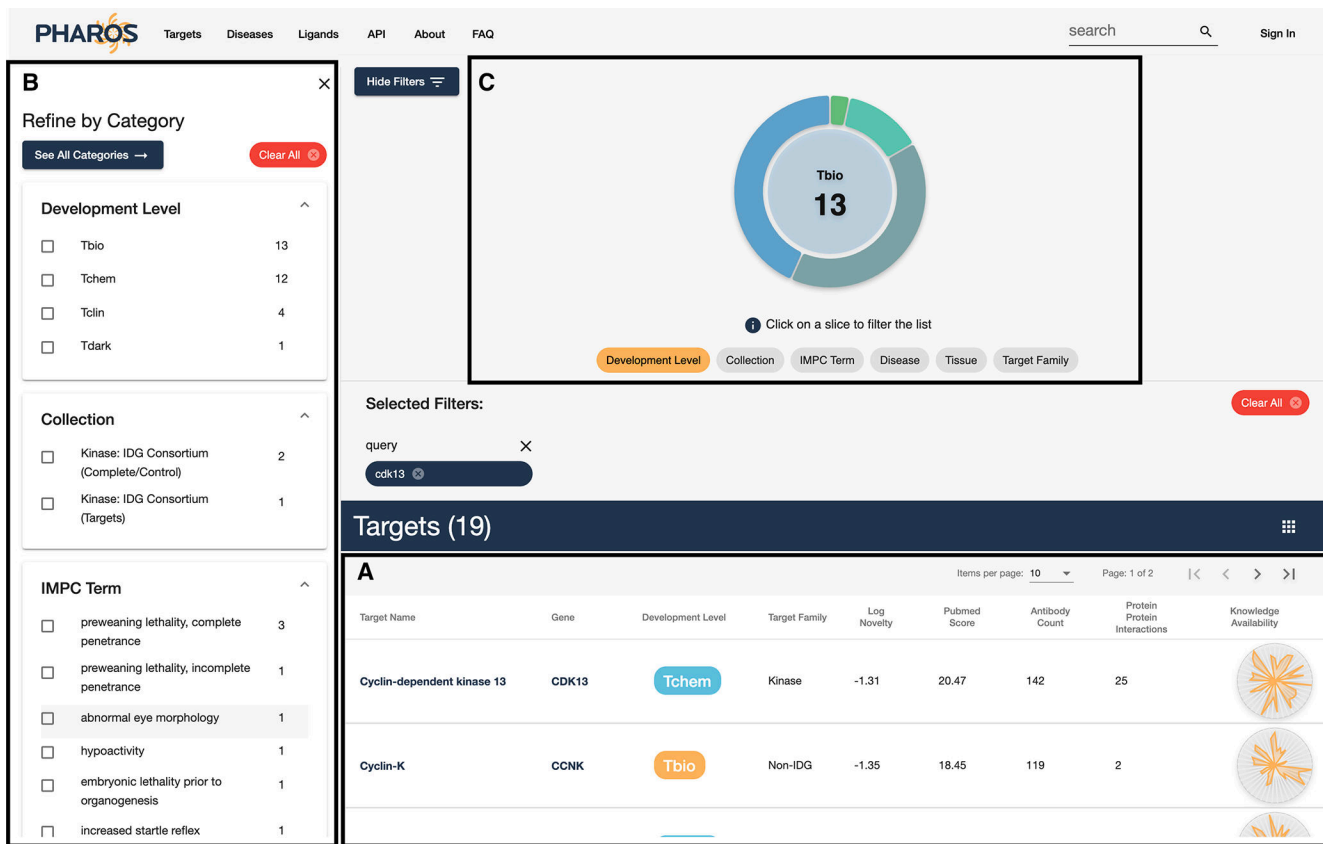 PHAROS
Targets
Diseases
Ligands
API
About
FAQ
search
Sign In
B
Refine by Category
See All Categories →
Clear All
Development Level
Tbio 13
Tchem 12
Tclin 4
Tdark 1
Collection
Kinase: IDG Consortium 2
(Complete/Control)
Kinase: IDG Consortium 1
(Targets)
IMPC Term
preweaning lethality, complete 3
penetrance
preweaning lethality, incomplete 1
penetrance
abnormal eye morphology 1
hypoactivity 1
embryonic lethality prior to 1
organogenesis
increased startle reflex 1
Hide Filters
C
Tbio
13
Click on a slice to filter the list
Development Level
Collection
IMPC Term
Disease
Tissue
Target Family
Selected Filters:
Clear All
query
cdk13
Targets (19)
A
Items per page: 10
Page: 1 of 2
Target Name
Gene
Development Level
Target Family
Log
Novelty
Pubmed
Score
Antibody
Count
Protein
Protein
Interactions
Knowledge
Availability
Cyclin-dependent kinase 13 CDK13 Tchem Kinase -1.31 20.47 142 25
Cyclin-K CCNK Tbio Non-IDG -1.35 18.45 119 2